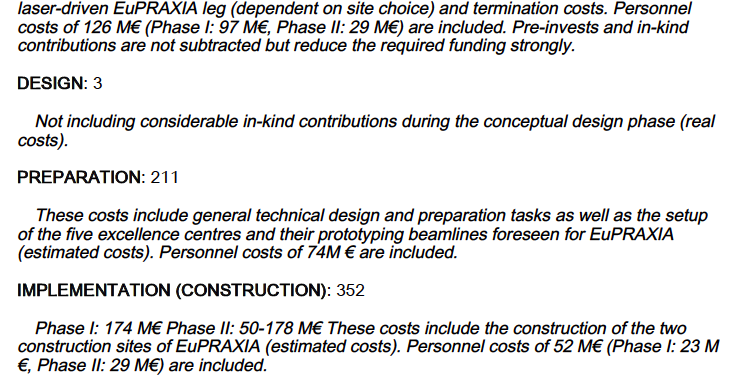 laser-driven EuPRAXIA leg (dependent on site choice) and termination costs. Personnel
costs of 126 M€ (Phase I: 97 M€, Phase II: 29 M€) are included. Pre-invests and in-kind
contributions are not subtracted but reduce the required funding strongly.
DESIGN: 3
Not including considerable in-kind contributions during the conceptual design phase (real
costs).
PREPARATION: 211
These costs include general technical design and preparation tasks as well as the setup
of the five excellence centres and their prototyping beamlines foreseen for EuPRAXIA
(estimated costs). Personnel costs of 74M € are included.
IMPLEMENTATION (CONSTRUCTION): 352
Phase I: 174 M€ Phase II: 50-178 M€ These costs include the construction of the two
construction sites of EuPRAXIA (estimated costs). Personnel costs of 52 M€ (Phase I: 23 M
€, Phase II: 29 M€) are included.